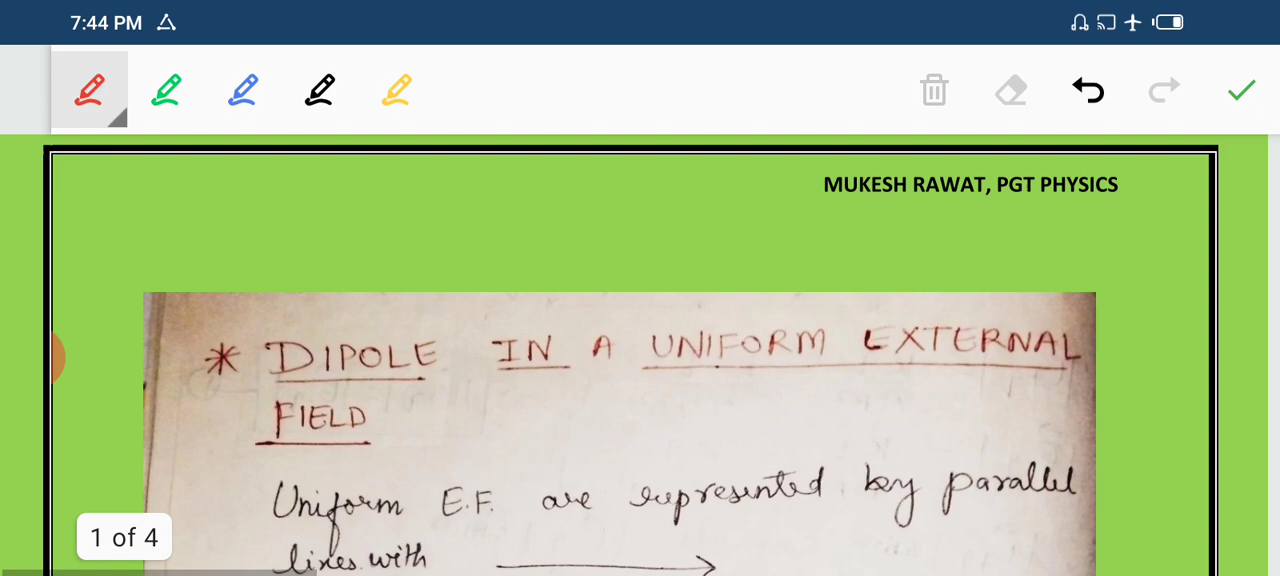 7:44 PM
MUKESH RAWAT, PGT PHYSICS
* DIPOLE IN A UNIFORM EXTERNAL
FIELD
Uniform E.F. are represented by parallel
lines with
1 of 4